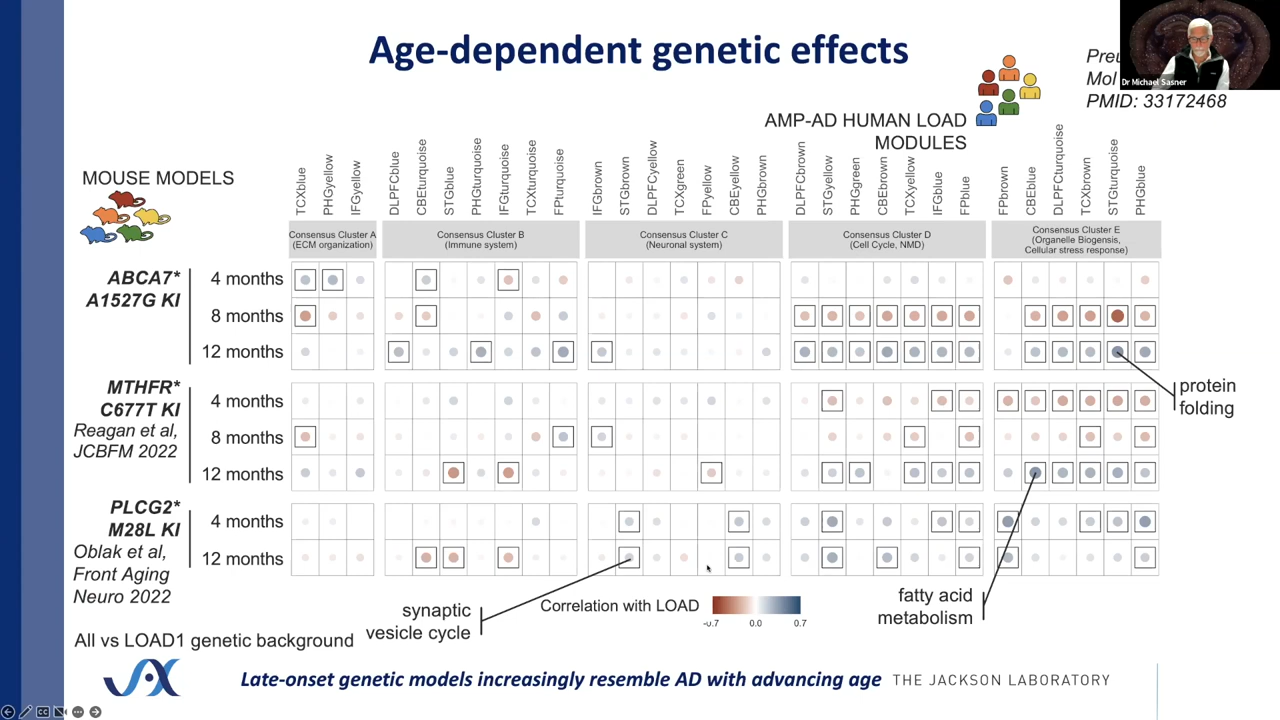 Age-dependent genetic effects
Mol
PMID: 33172468
Dr Michael Sasner
AMP-AD HUMAN LOAD
MODULES
MOUSE MODELS
TCXblue
PHGyellow
IFGyellow
DLPFCblue
CBEturquoise
STGblue
PHGturquoise
IFGturquoise
TCXturquoise
FPturquoise
IFGbrown
STGbrown
DLPFCyellow
TCXgreen
FPyellow
CBEyellow
PHGbrown
DLPFCbrown
STGyellow
PHGgreen
CBEbrown
TCXyellow
IFGblue
FPblue
FPbrown
CBEblue
DLPFCturquoise
TCXbrown
STGturquoise
PHGblue
Consensus Cluster A
(ECM organization)
Consensus Cluster B
(Immune system)
Consensus Cluster C
(Neuronal system)
Consensus Cluster D
(Cell Cycle, NMD)
Consensus Cluster E
(Organelle Biogensis,
Cellular stress response)
ABCA7*
A1527G KI
4 months
8 months
12 months
MTHFR*
C677T KI
Reagan et al,
JCBFM 2022
4 months
8 months
12 months
PLCG2*
M28L KI
Oblak et al,
Front Aging
Neuro 2022
4 months
12 months
protein
folding
synaptic
vesicle cycle
Correlation with LOAD
-0.7
0.0
0.7
fatty acid
metabolism
All vs LOAD1 genetic background
Late-onset genetic models increasingly resemble AD with advancing age
THE JACKSON LABORATORY